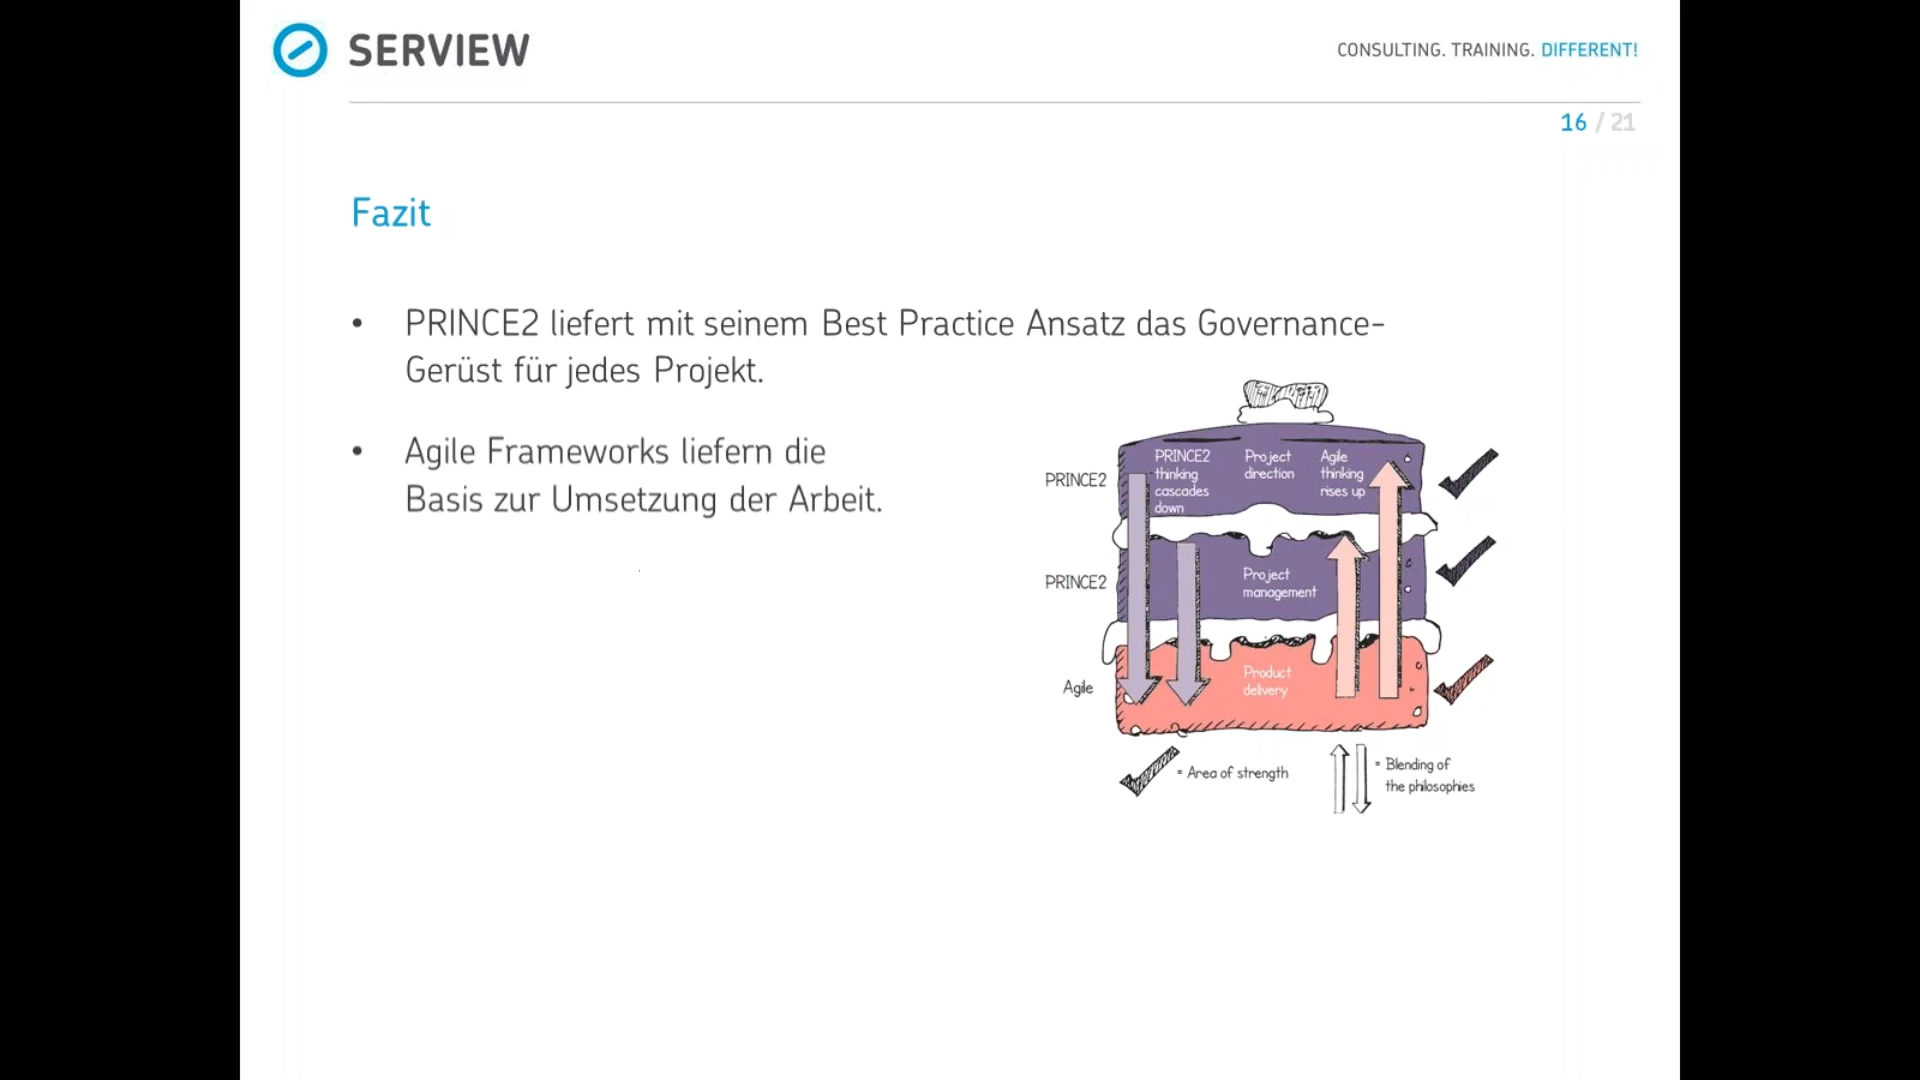 SERVIEW
CONSULTING. TRAINING. DIFFERENT!
16 / 21
Fazit
• PRINCE2 liefert mit seinem Best Practice Ansatz das Governance-
Gerüst für jedes Projekt.
• Agile Frameworks liefern die
Basis zur Umsetzung der Arbeit.
PRINCE2
PRINCE2
thinking
cascades
down
Project
direction
Agile
thinking
rises up
PRINCE2
Project
management
Agile
Product
delivery
= Area of strength
= Blending of
the philosophies